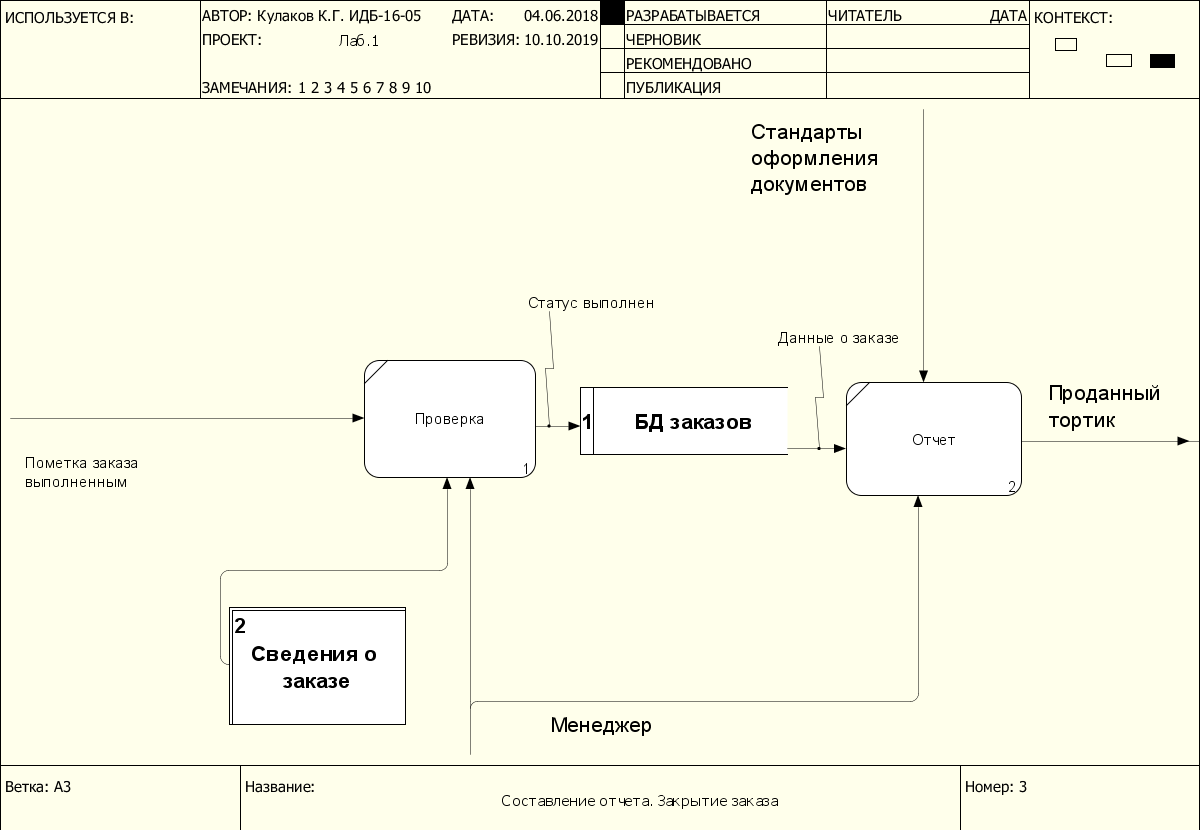 ИСПОЛЬЗУЕТСЯ В:
АВТОР: Кулаков К.Г. ИДБ-16-05
ДАТА: 04.06.2018
ПРОЕКТ: Лаб.1
РЕВИЗИЯ: 10.10.2019
ЗАМЕЧАНИЯ: 1 2 3 4 5 6 7 8 9 10
РАЗРАБАТЫВАЕТСЯ
ЧЕРНОВИК
РЕКОМЕНДОВАНО
ПУБЛИКАЦИЯ
ЧИТАТЕЛЬ ДАТА
КОНТЕКСТ:
Стандарты
оформления
документов
Статус выполнен
Данные о заказе
Проверка
1
1 БД заказов
Отчет
2
Проданный
тортик
Пометка заказа
выполненным
2
Сведения о
заказе
Менеджер
Ветка: A3
Название:
Составление отчета. Закрытие заказа
Номер: 3